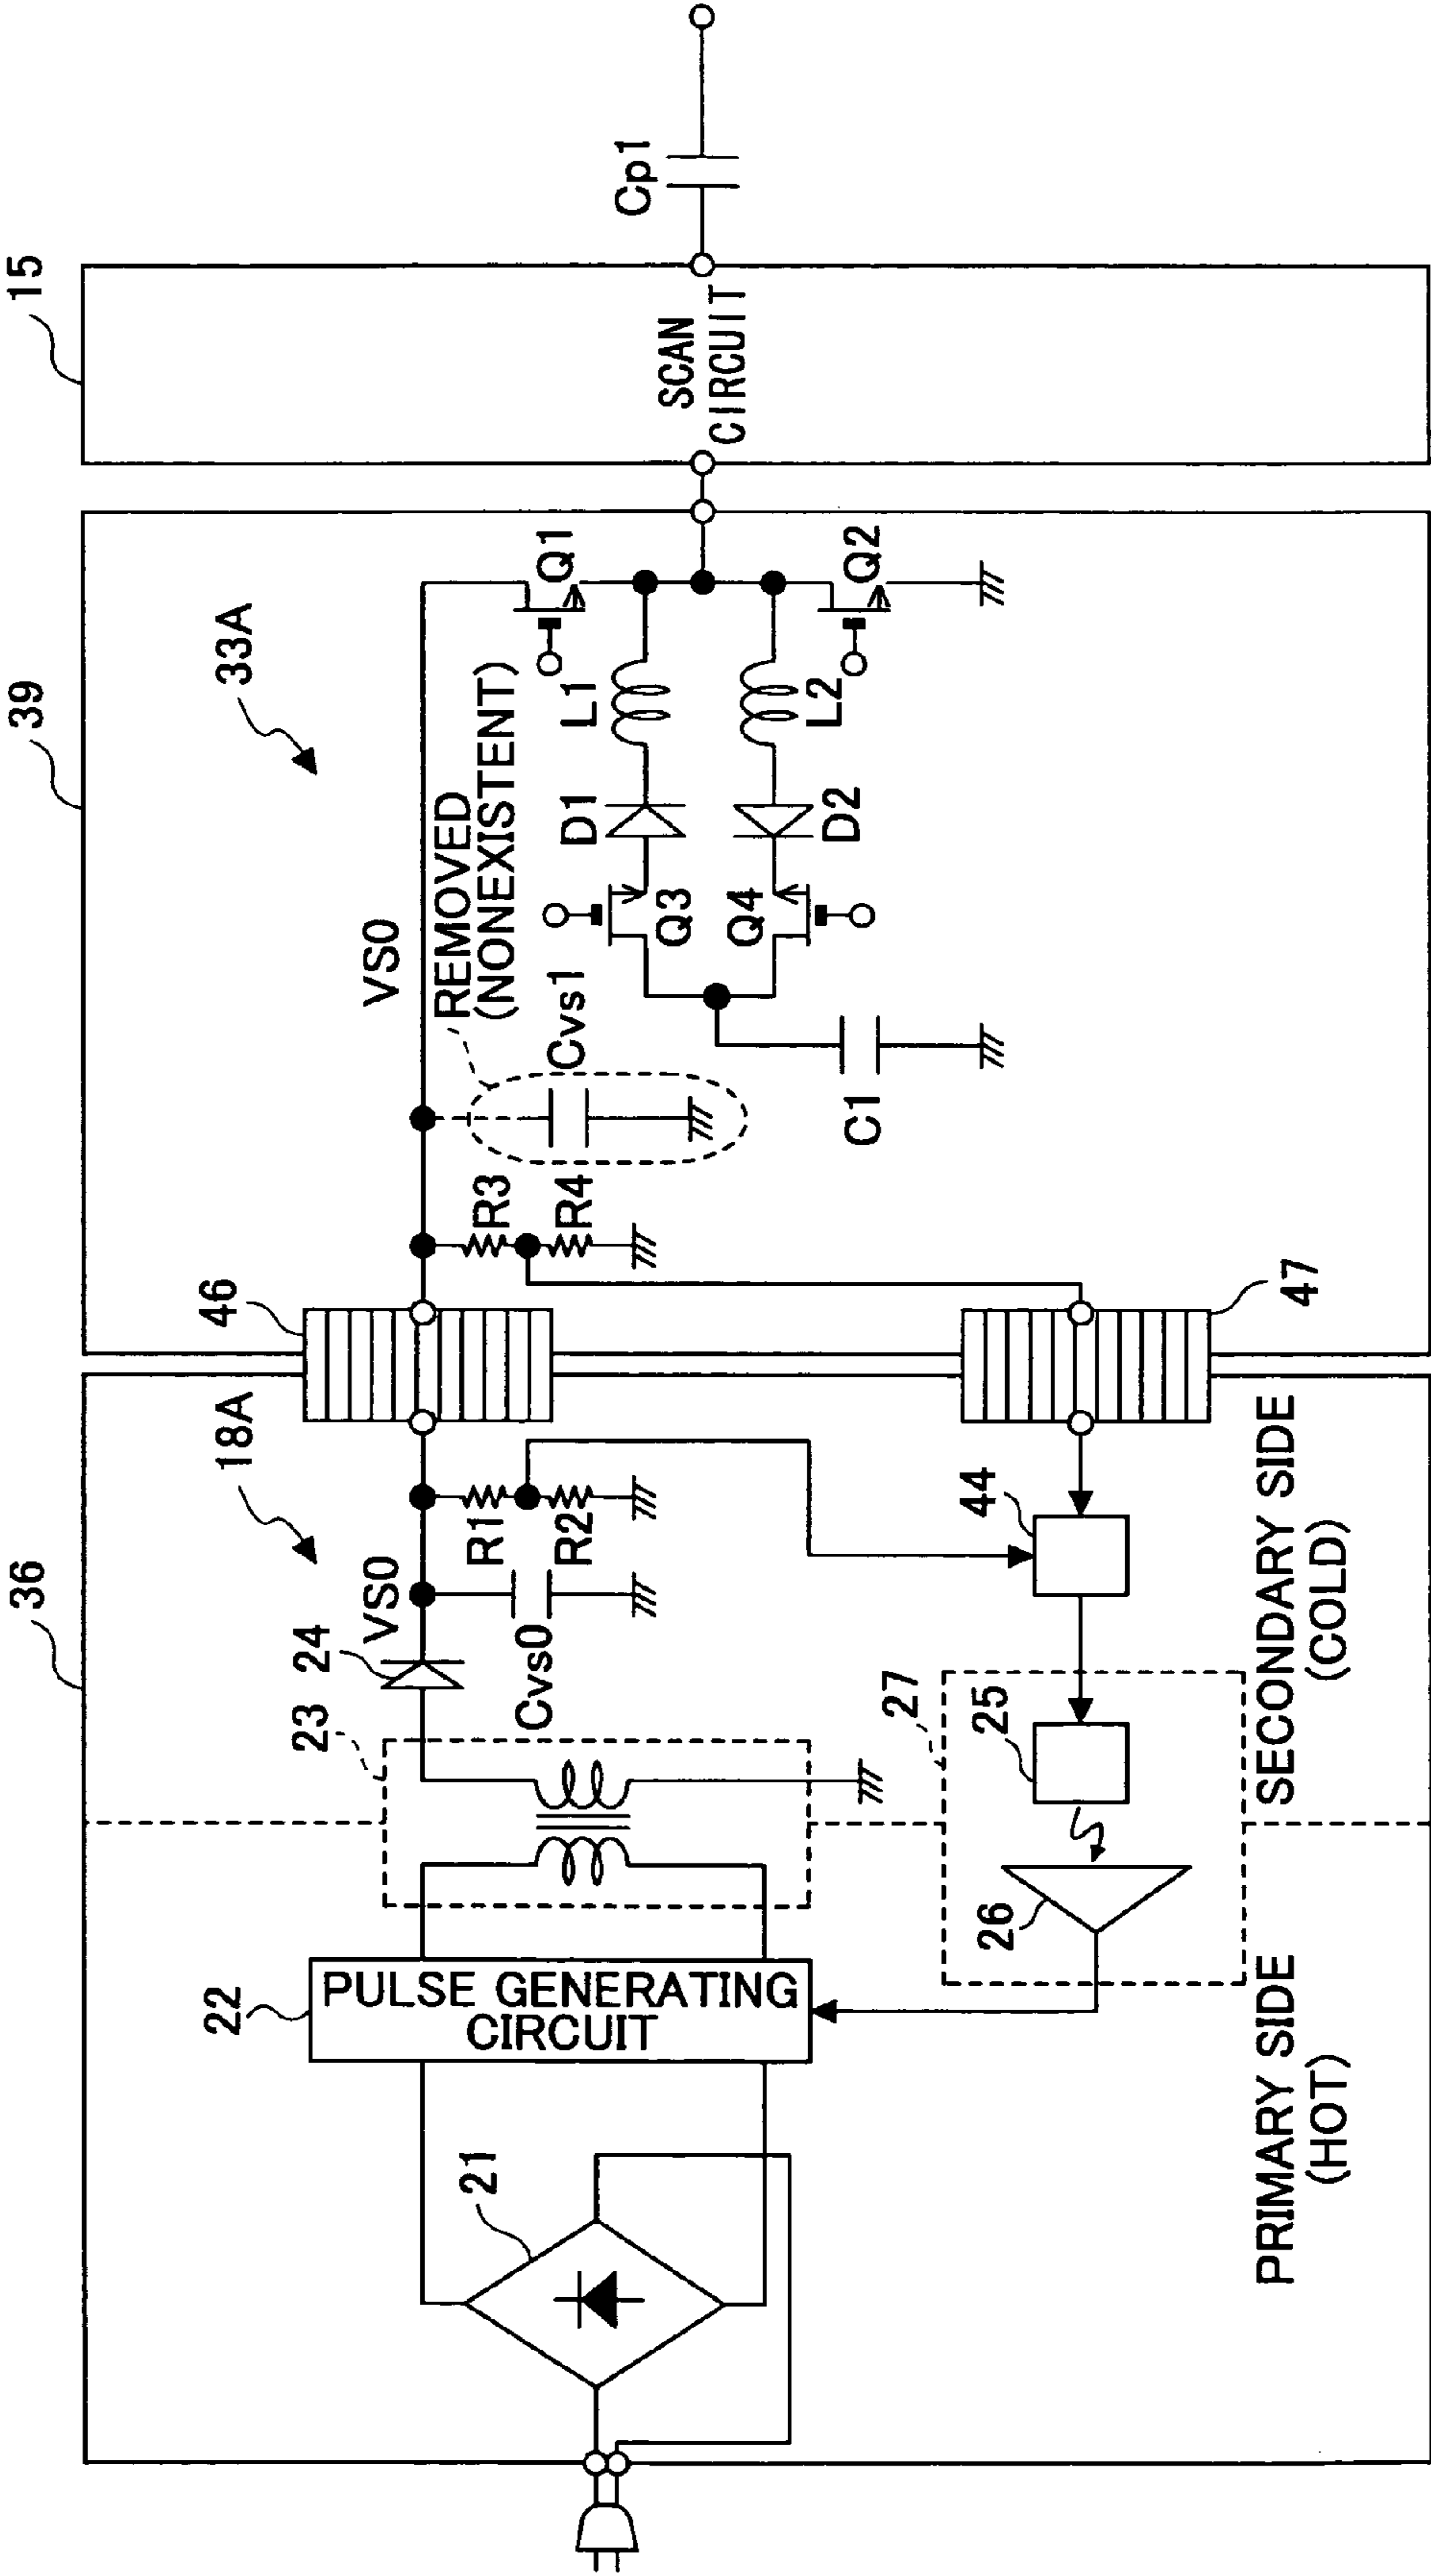 36
18A
39
33A
15
22
PULSE GENERATING
CIRCUIT
21
23
24
VS0
Cvs0
R1
R2
46
R3
R4
VS0
REMOVED
(NONEXISTENT)
Cvs1
C1
Q3
Q4
D1
D2
L1
L2
Q1
Q2
SCAN
CIRCUIT
Cp1
27
25
26
44
47
PRIMARY SIDE
(HOT)
SECONDARY SIDE
(COLD)